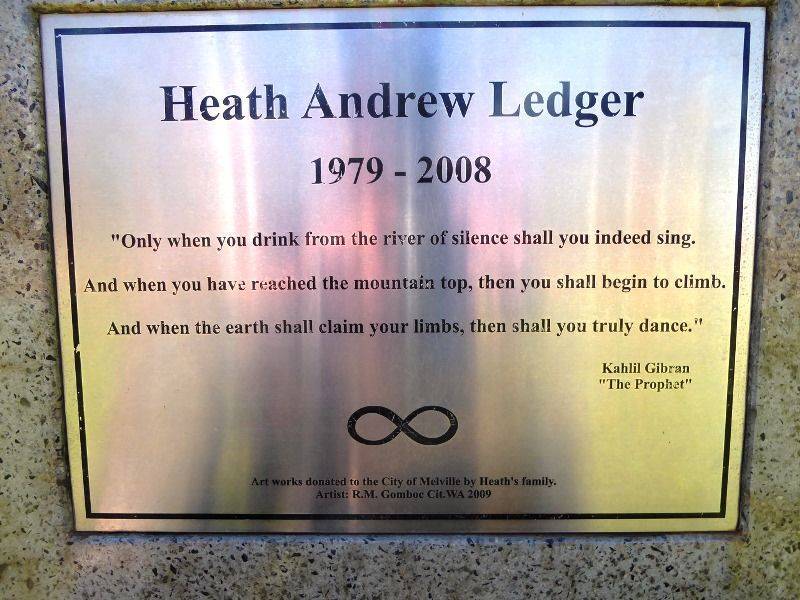 Heath Andrew Ledger
1979 - 2008
"Only when you drink from the river of silence shall you indeed sing.
And when you have reached the mountain top, then you shall begin to climb.
And when the earth shall claim your limbs, then shall you truly dance."
Kahlil Gibran
"The Prophet"
Art works donated to the City of Melville by Heath's family.
Artist: R.M. Gomboc Cit.WA 2009